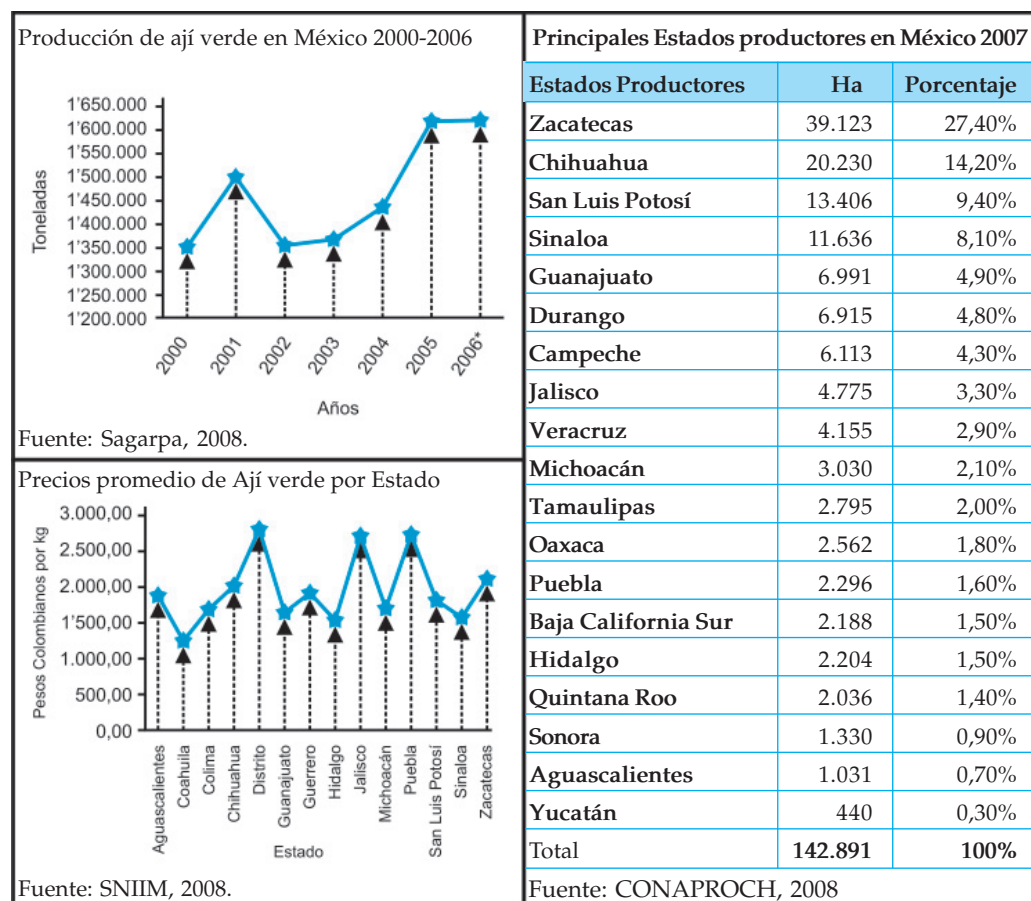 Producción de ají verde en México 2000-2006
Toneladas
1'650.000
1'600.000
1'550.000
1'500.000
1'450.000
1'400.000
1'350.000
1'300.000
1'250.000
1'200.000
2000
2001
2002
2003
2004
2005
2006*
Años
Fuente: Sagarpa, 2008.
Precios promedio de Ají verde por Estado
Pesos Colombianos por kg
3.000,00
2.500,00
2.000,00
1'500,00
1.000,00
500,00
0,00
Aguascalientes
Coahuila
Colima
Chihuahua
Distrito
Guanajuato
Guerrero
Hidalgo
Jalisco
Michoacán
Puebla
San Luis Potosí
Sinaloa
Zacatecas
Estado
Fuente: SNIIM, 2008.
Principales Estados productores en México 2007
Estados Productores Ha Porcentaje
Zacatecas 39.123 27,40%
Chihuahua 20.230 14,20%
San Luis Potosí 13.406 9,40%
Sinaloa 11.636 8,10%
Guanajuato 6.991 4,90%
Durango 6.915 4,80%
Campeche 6.113 4,30%
Jalisco 4.775 3,30%
Veracruz 4.155 2,90%
Michoacán 3.030 2,10%
Tamaulipas 2.795 2,00%
Oaxaca 2.562 1,80%
Puebla 2.296 1,60%
Baja California Sur 2.188 1,50%
Hidalgo 2.204 1,50%
Quintana Roo 2.036 1,40%
Sonora 1.330 0,90%
Aguascalientes 1.031 0,70%
Yucatán 440 0,30%
Total 142.891 100%
Fuente: CONAPROCH, 2008